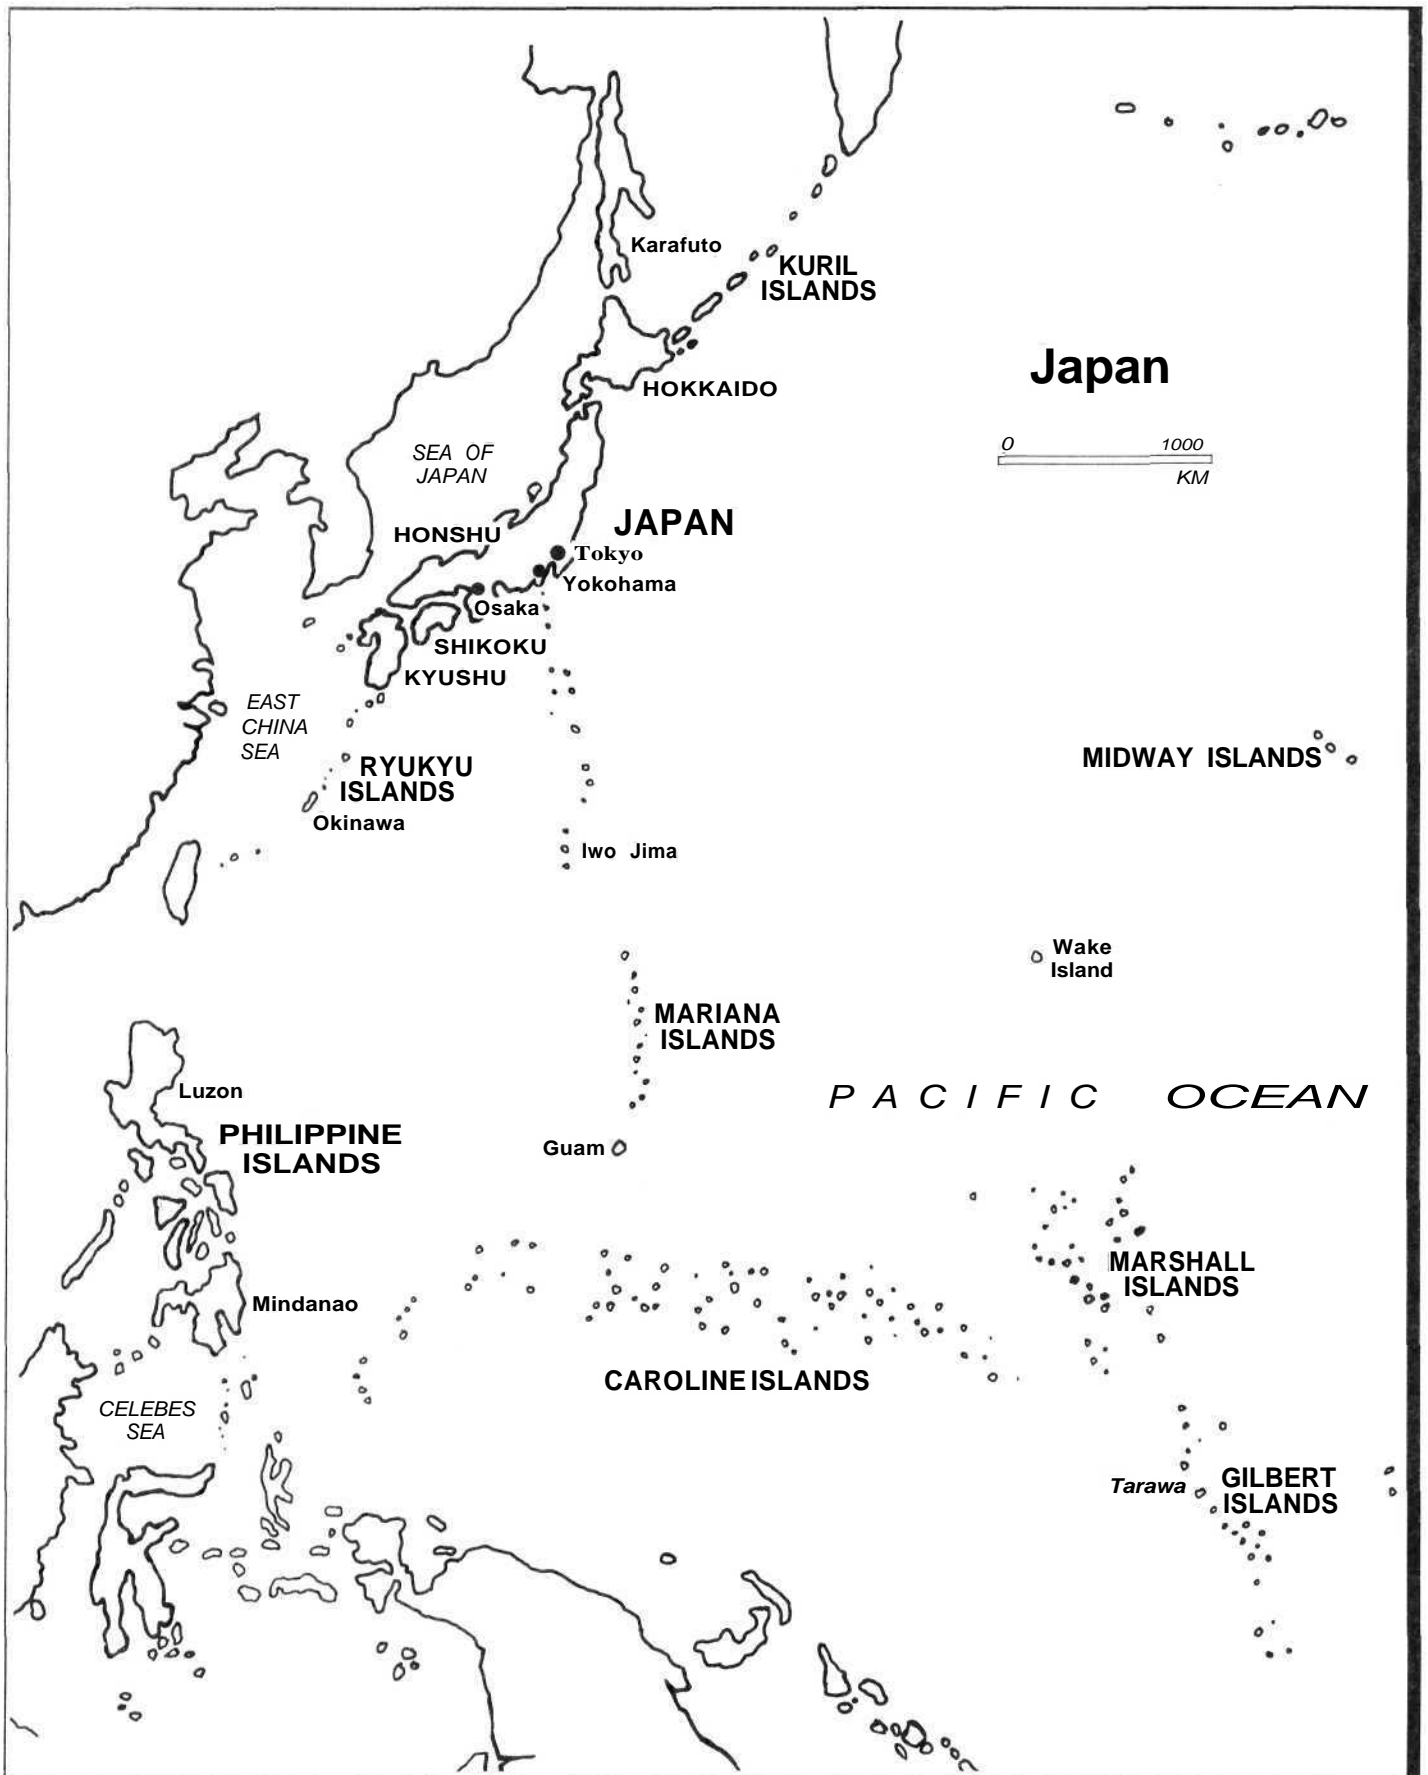 Karafuto
KURIL
ISLANDS
Japan
HOKKAIDO
0 1000
KM
SEA OF
JAPAN
HONSHU
JAPAN
Tokyo
Yokohama
Osaka
SHIKOKU
KYUSHU
EAST
CHINA
SEA
RYUKYU
ISLANDS
Okinawa
MIDWAY ISLANDS
Iwo Jima
Wake
Island
MARIANA
ISLANDS
Luzon
PACIFIC OCEAN
PHILIPPINE
ISLANDS
Guam
MARSHALL
ISLANDS
Mindanao
CAROLINE ISLANDS
CELEBES
SEA
Tarawa
GILBERT
ISLANDS